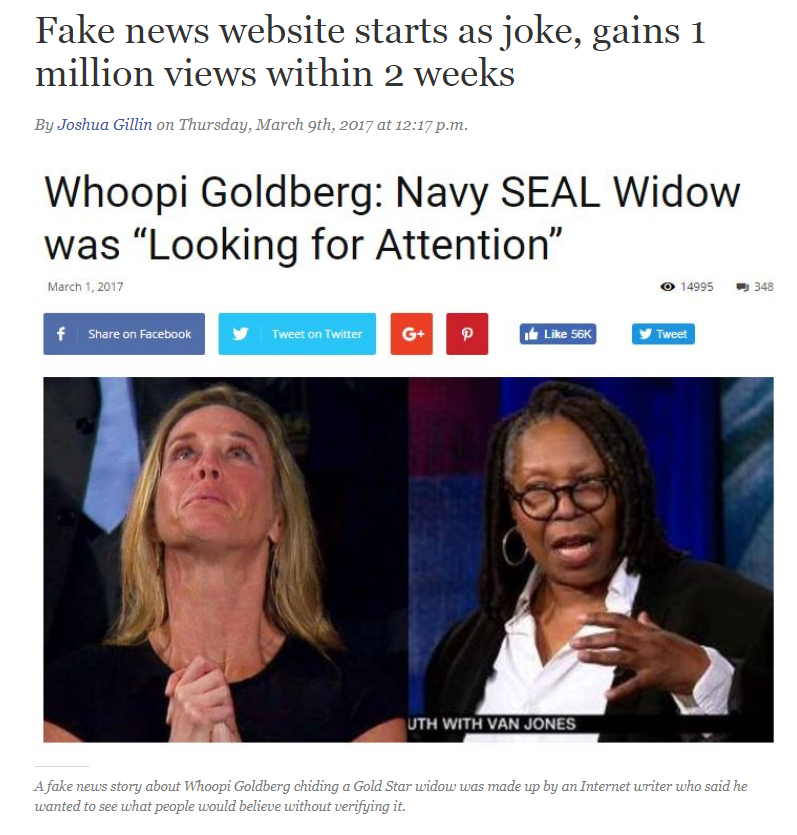 Fake news website starts as joke, gains 1
million views within 2 weeks
By Joshua Gillin on Thursday, March 9th, 2017 at 12:17 p.m.
Whoopi Goldberg: Navy SEAL Widow
was “Looking for Attention”
March 1, 2017 14995 348
f Share on Facebook Tweet on Twitter G+ Like 56K Tweet
UTH WITH VAN JONES
A fake news story about Whoopi Goldberg chiding a Gold Star widow was made up by an Internet writer who said he
wanted to see what people would believe without verifying it.